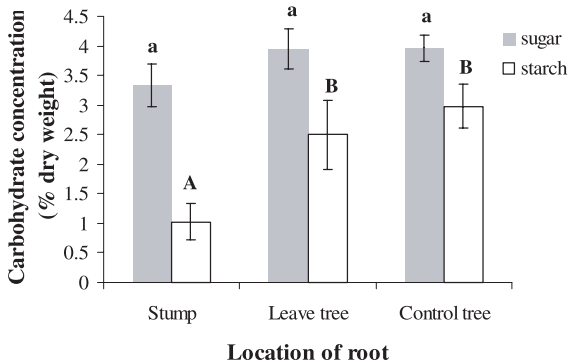 Carbohydrate concentration
(% dry weight)
4.5
4
3.5
3
2.5
2
1.5
1
0.5
0
a
A
a
B
a
B
sugar
starch
Stump
Leave tree
Control tree
Location of root